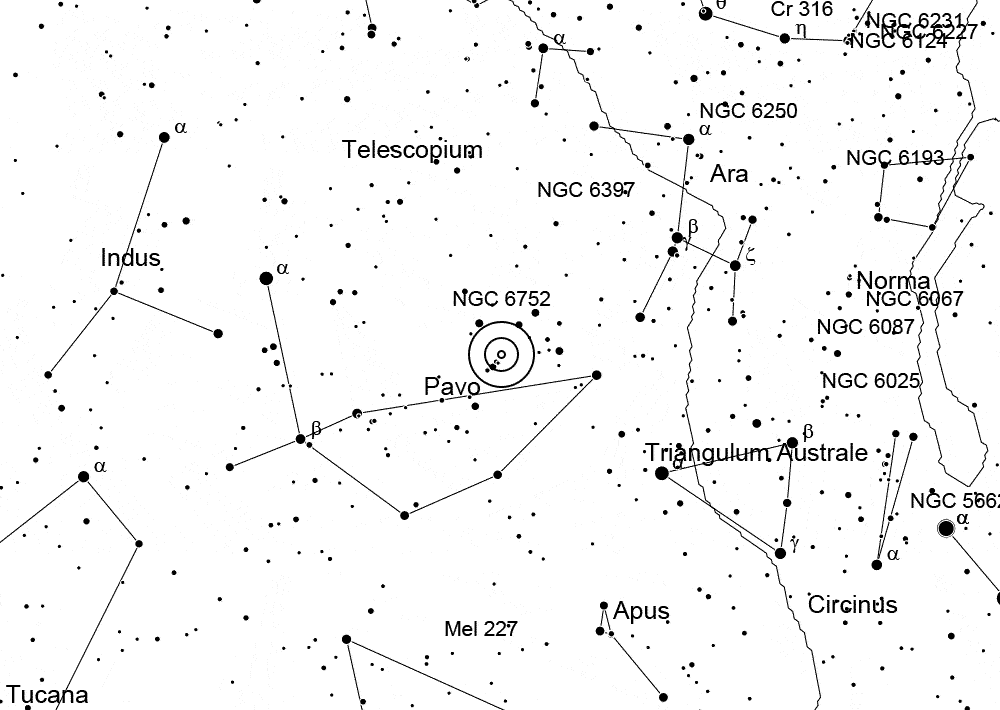 θ
Cr 316
η
NGC 6231
NGC 6227
NGC 6124
α
NGC 6250
α
α
Telescopium
NGC 6193
Ara
NGC 6397
β
γ
ζ
Indus
α
Norma
NGC 6752
NGC 6067
NGC 6087
NGC 6025
Pavo
β
β
Triangulum Australe
α
α
NGC 5662
α
γ
α
Circinus
Apus
Mel 227
Tucana